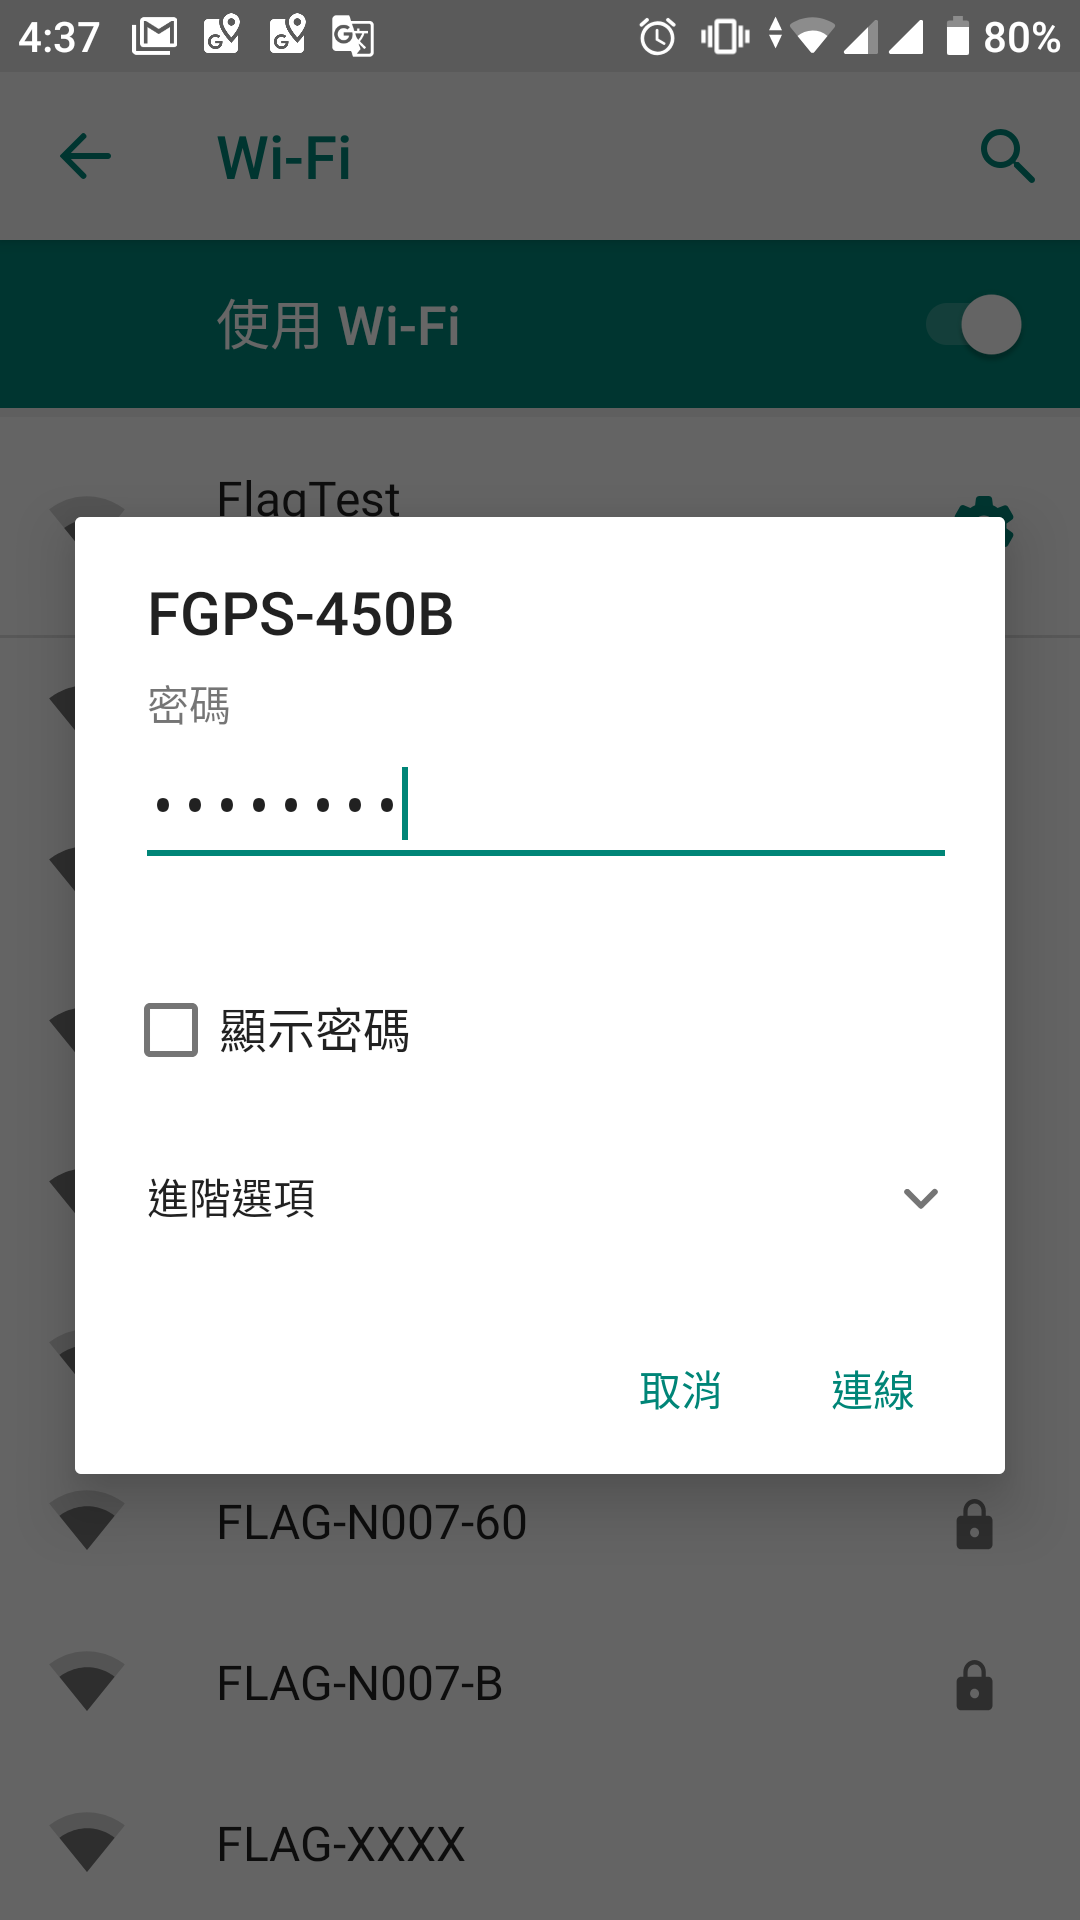 4:37
80%
Wi-Fi
使用 Wi-Fi
FlagTest
FGPS-450B
密碼
••••••••
顯示密碼
進階選項
取消 連線
FLAG-N007-60
FLAG-N007-B
FLAG-XXXX